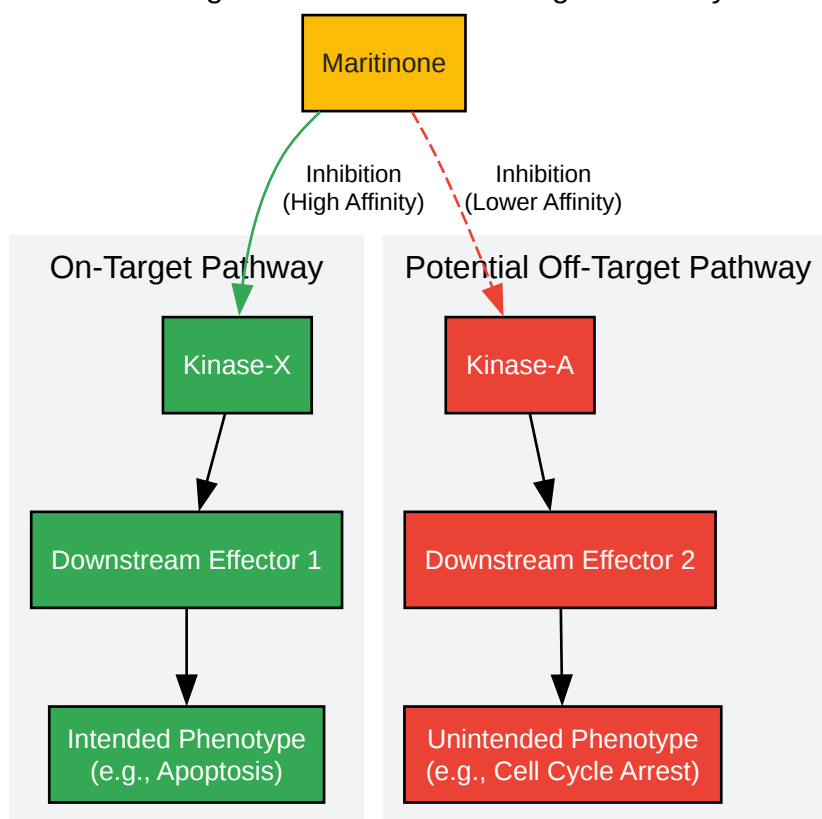 Maritinone
Inhibition
(High Affinity)
Inhibition
(Lower Affinity)
On-Target Pathway
Potential Off-Target Pathway
Kinase-X
Kinase-A
Downstream Effector 1
Downstream Effector 2
Intended Phenotype
(e.g., Apoptosis)
Unintended Phenotype
(e.g., Cell Cycle Arrest)